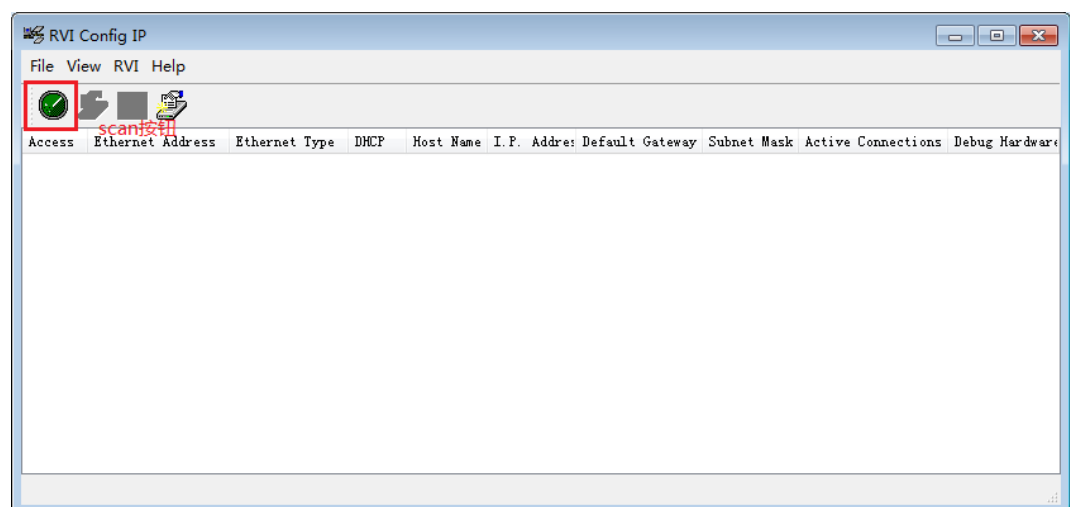 RVI Config IP
File View RVI Help
scan按钮
Access Ethernet Address Ethernet Type DHCP Host Name I.P. Addres Default Gateway Subnet Mask Active Connections Debug Hardware